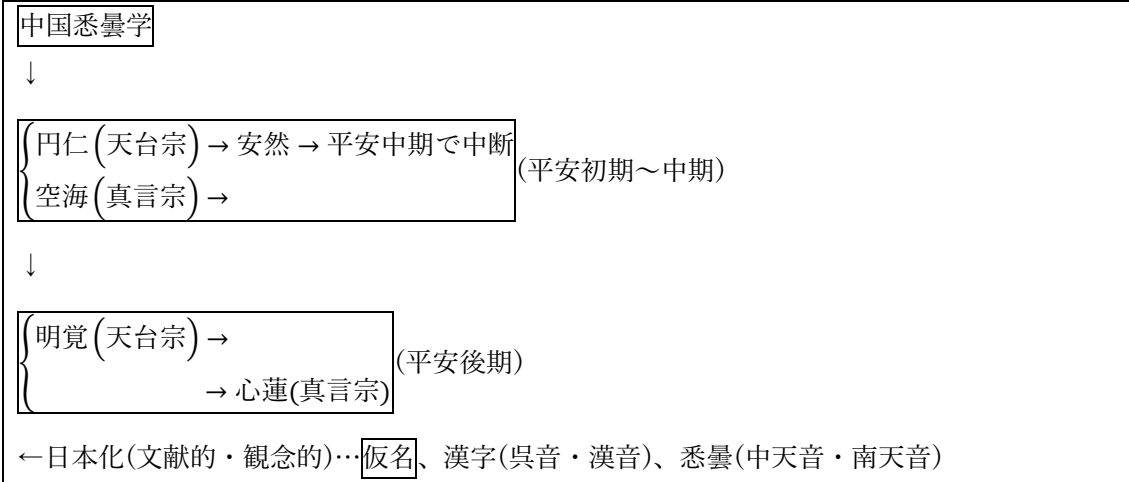 中国悉曇学
↓
円仁(天台宗)→安然→平安中期で中断
空海(真言宗)→
(平安初期～中期)
↓
明覚(天台宗)→
→心蓮(真言宗)
(平安後期)
←日本化(文献的・観念的)…仮名、漢字(呉音・漢音)、悉曇(中天音・南天音)